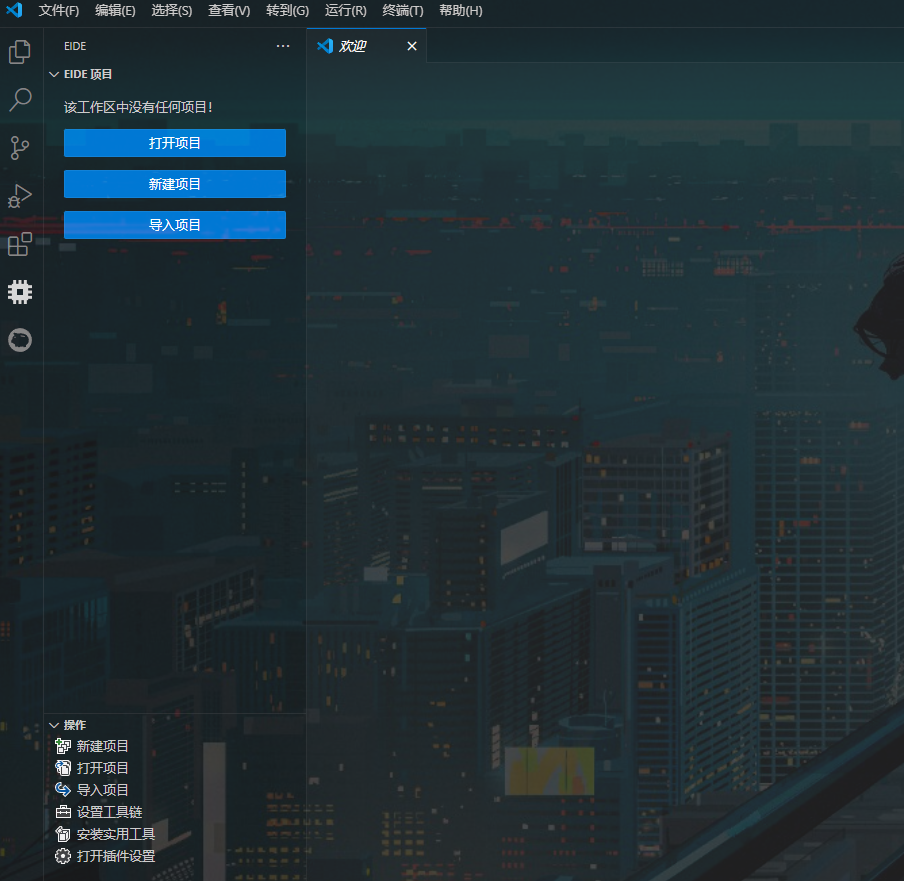 文件(F) 编辑(E) 选择(S) 查看(V) 转到(G) 运行(R) 终端(T) 帮助(H)
EIDE
欢迎
EIDE 项目
该工作区中没有任何项目!
打开项目
新建项目
导入项目
操作
新建项目
打开项目
导入项目
设置工具链
安装实用工具
打开插件设置